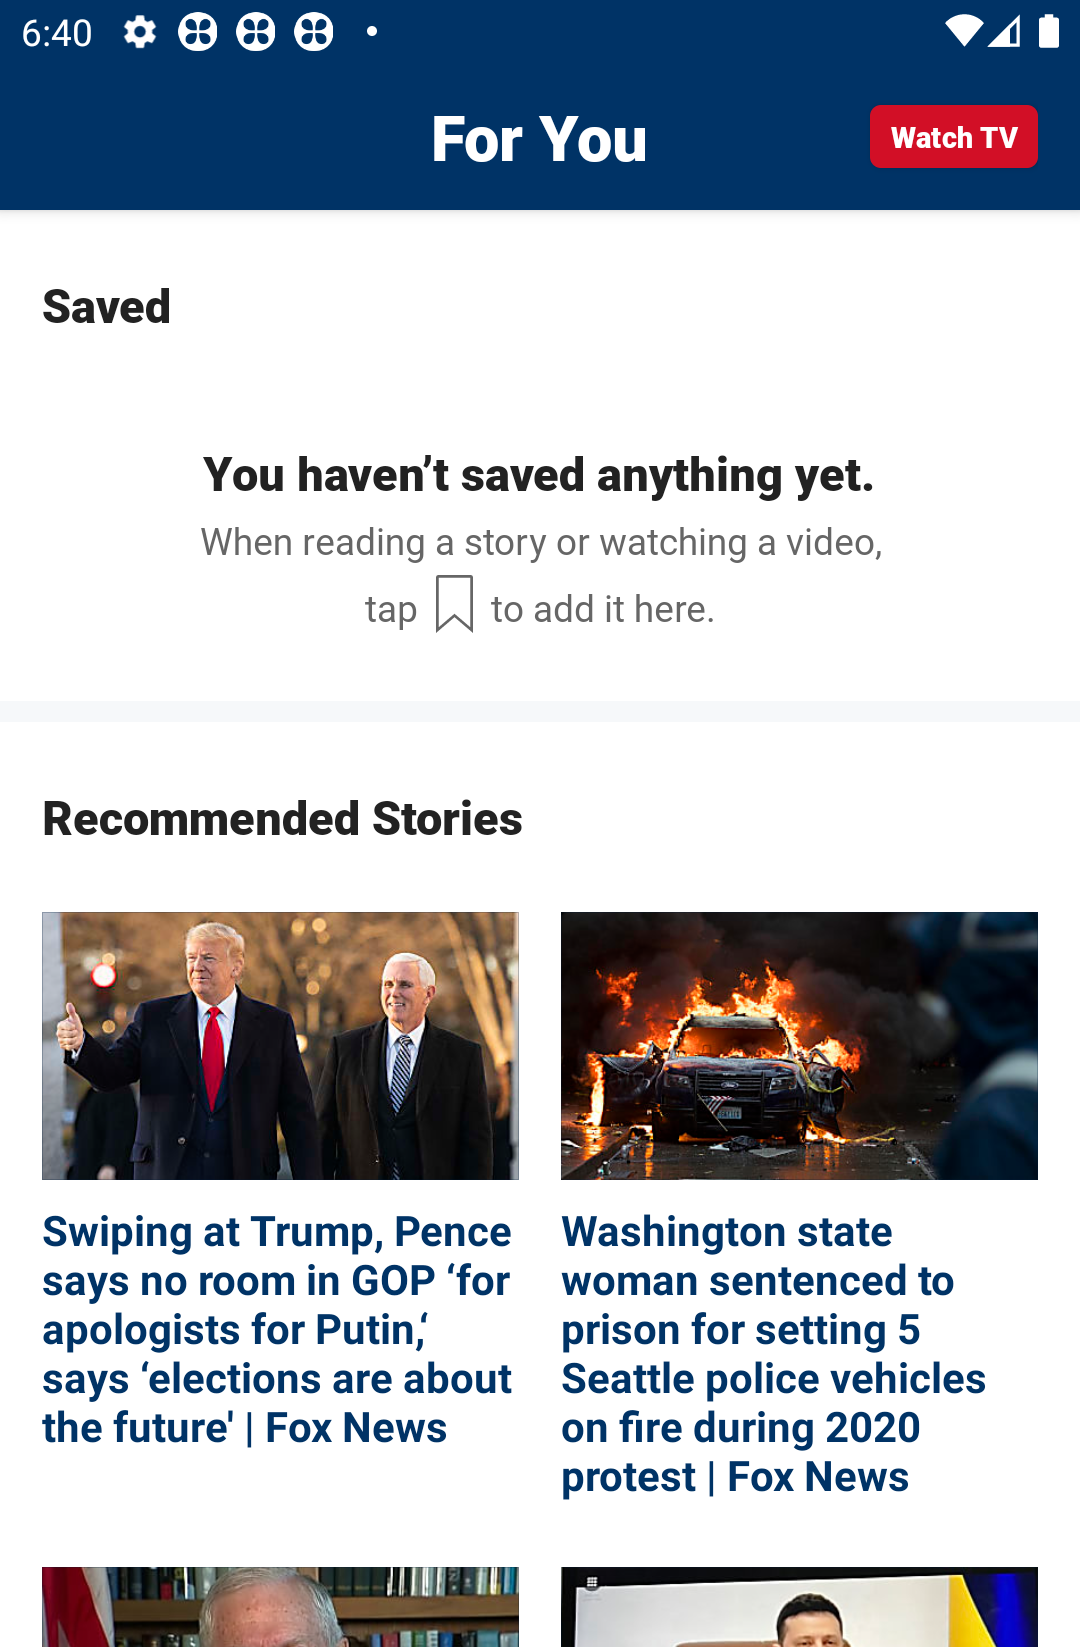 6:40
For You
Watch TV
Saved
You haven’t saved anything yet.
When reading a story or watching a video,
tap to add it here.
Recommended Stories
Swiping at Trump, Pence
says no room in GOP ‘for
apologists for Putin,‘
says ‘elections are about
the future' | Fox News
Washington state
woman sentenced to
prison for setting 5
Seattle police vehicles
on fire during 2020
protest | Fox News